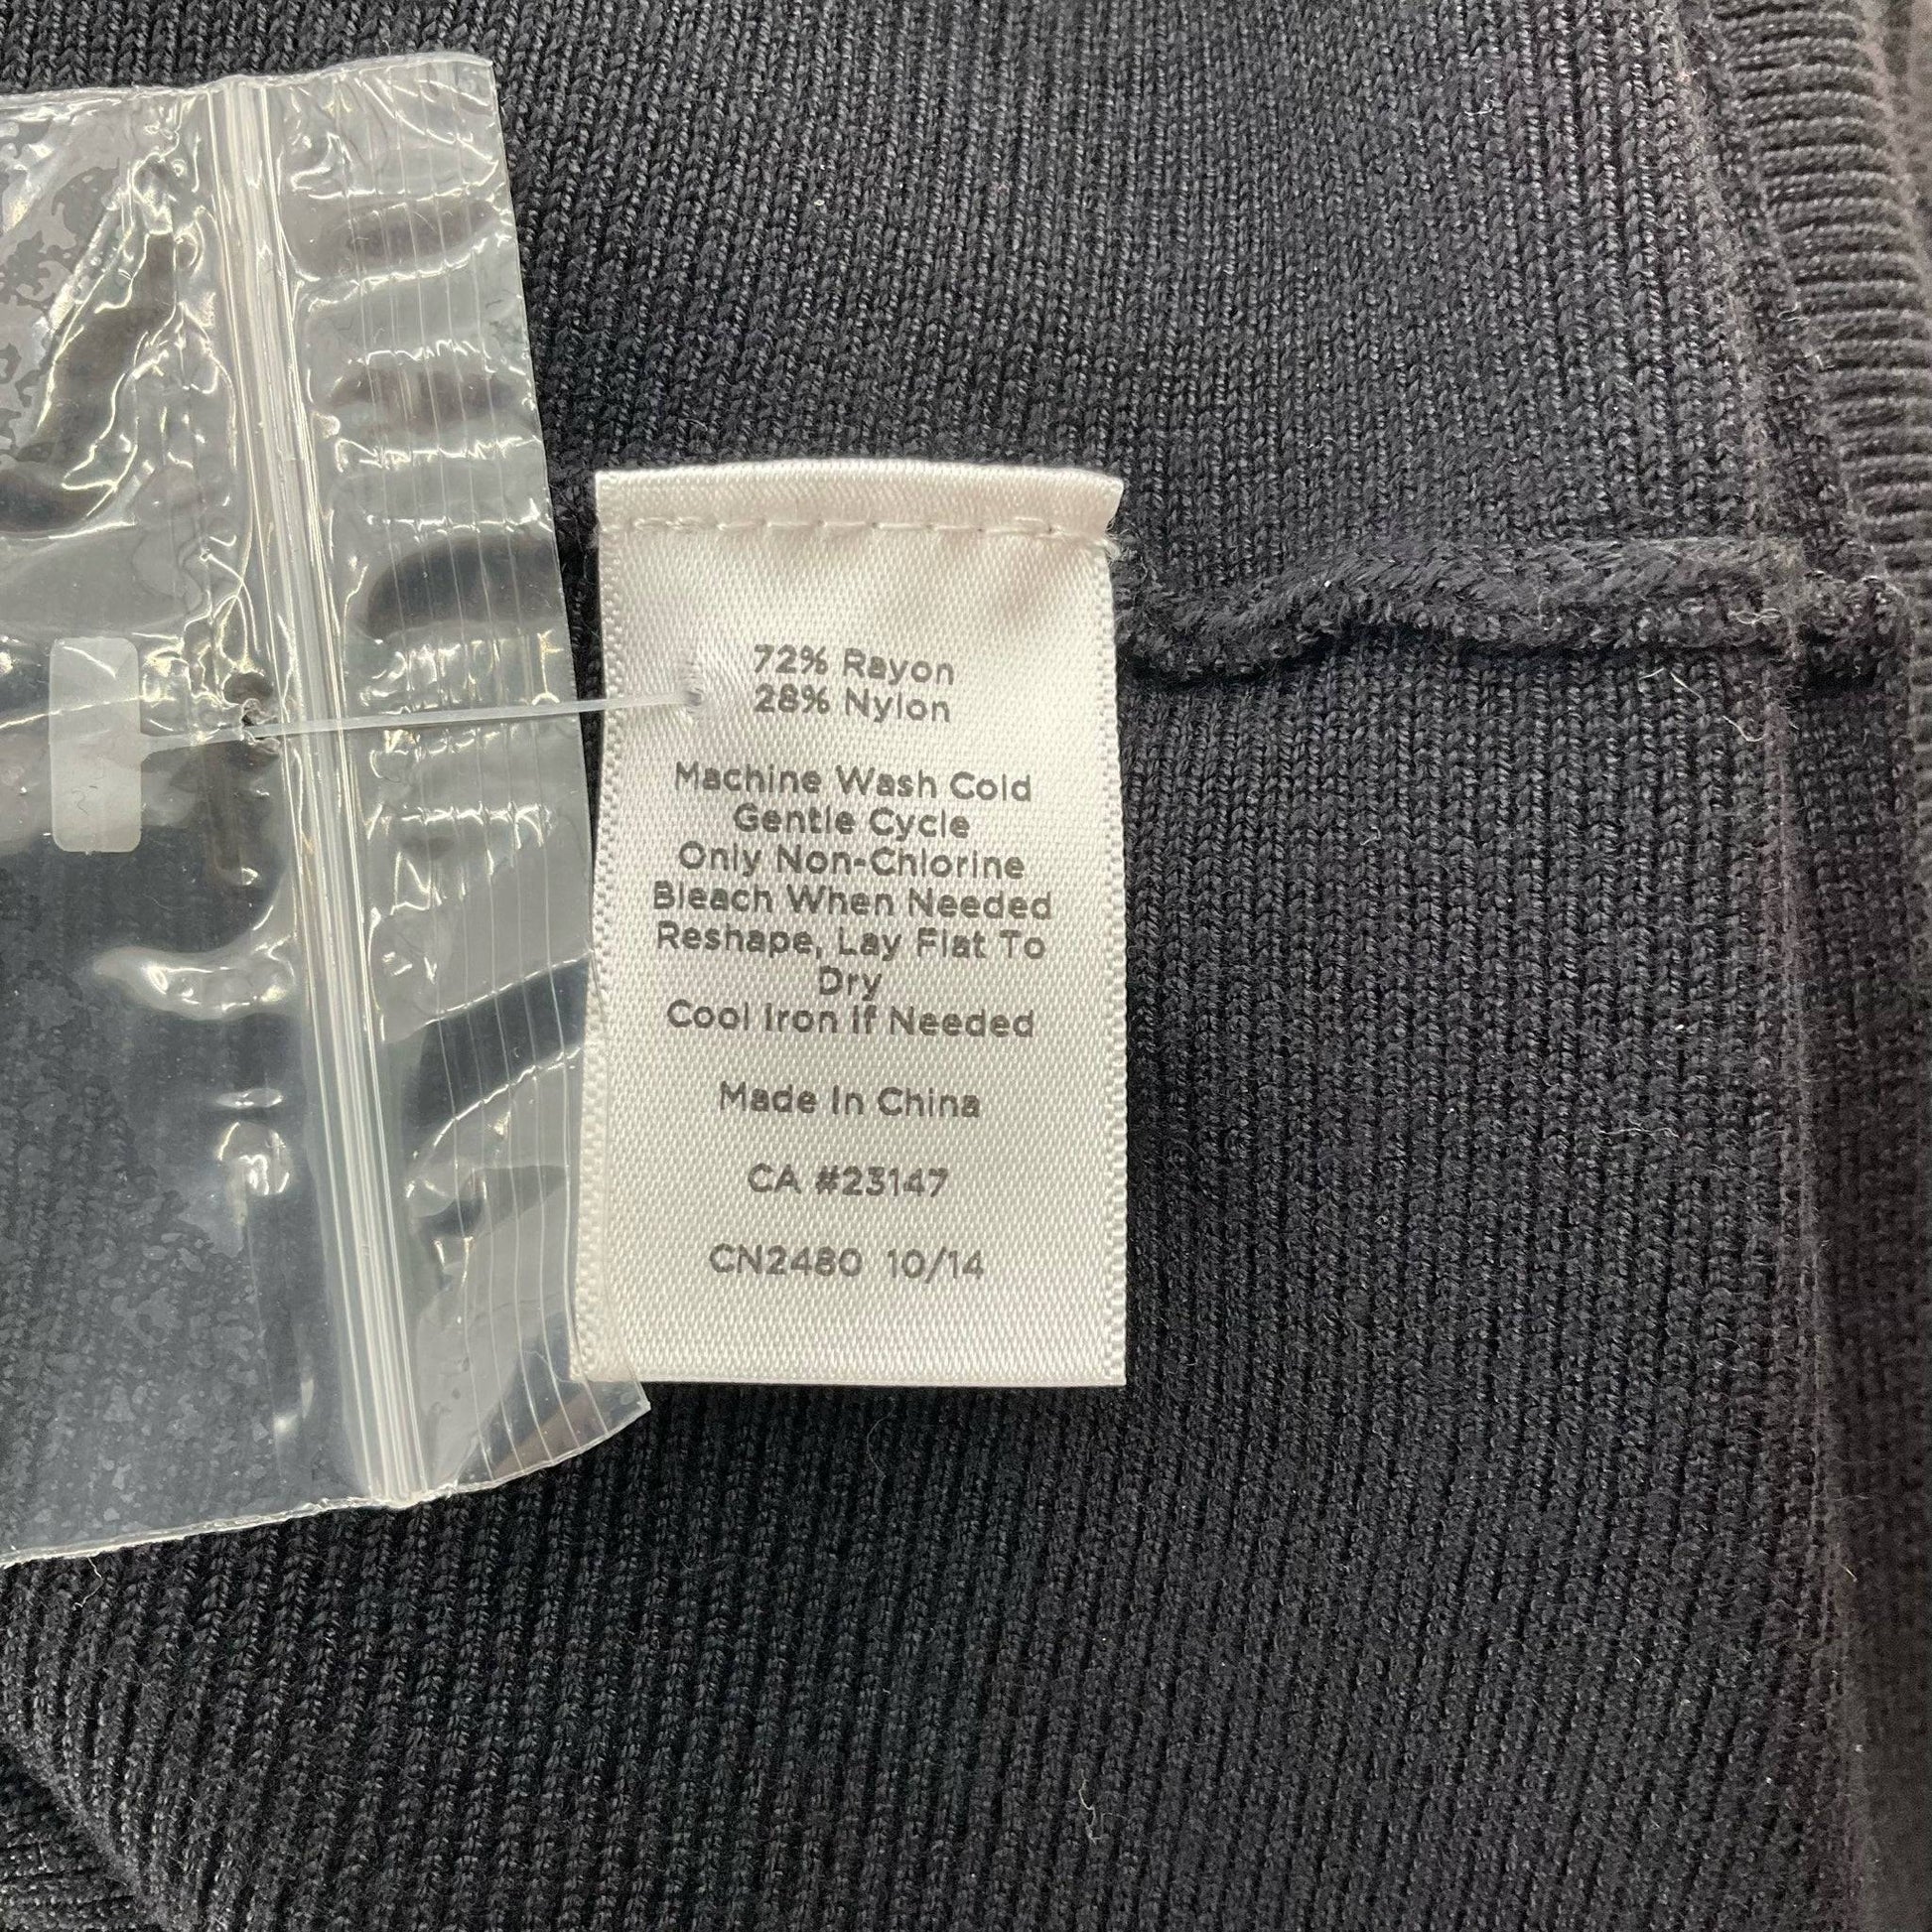 72% Rayon
28% Nylon
Machine Wash Cold
Gentle Cycle
Only Non-Chlorine
Bleach When Needed
Reshape, Lay Flat To
Dry
Cool Iron If Needed
Made In China
CA #23147
CN2480 10/14